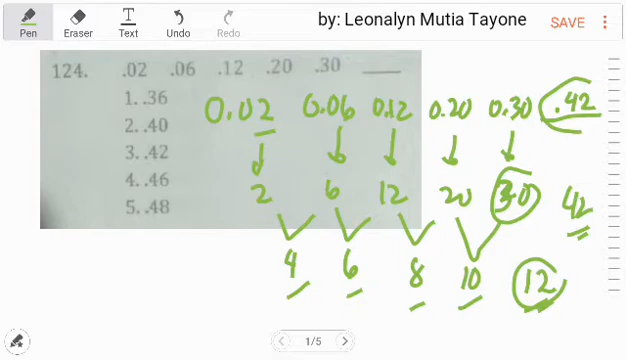 by: Leonalyn Mutia Tayone
SAVE
Pen
Eraser
Text
Undo
Redo
124. .02 .06 .12 .20 .30 ____
1. .36
2. .40
3. .42
4. .46
5. .48
0.02 0.06 0.12 0.20 0.30 .42
2 6 12 20 30 42
4 6 8 10 12
1/5